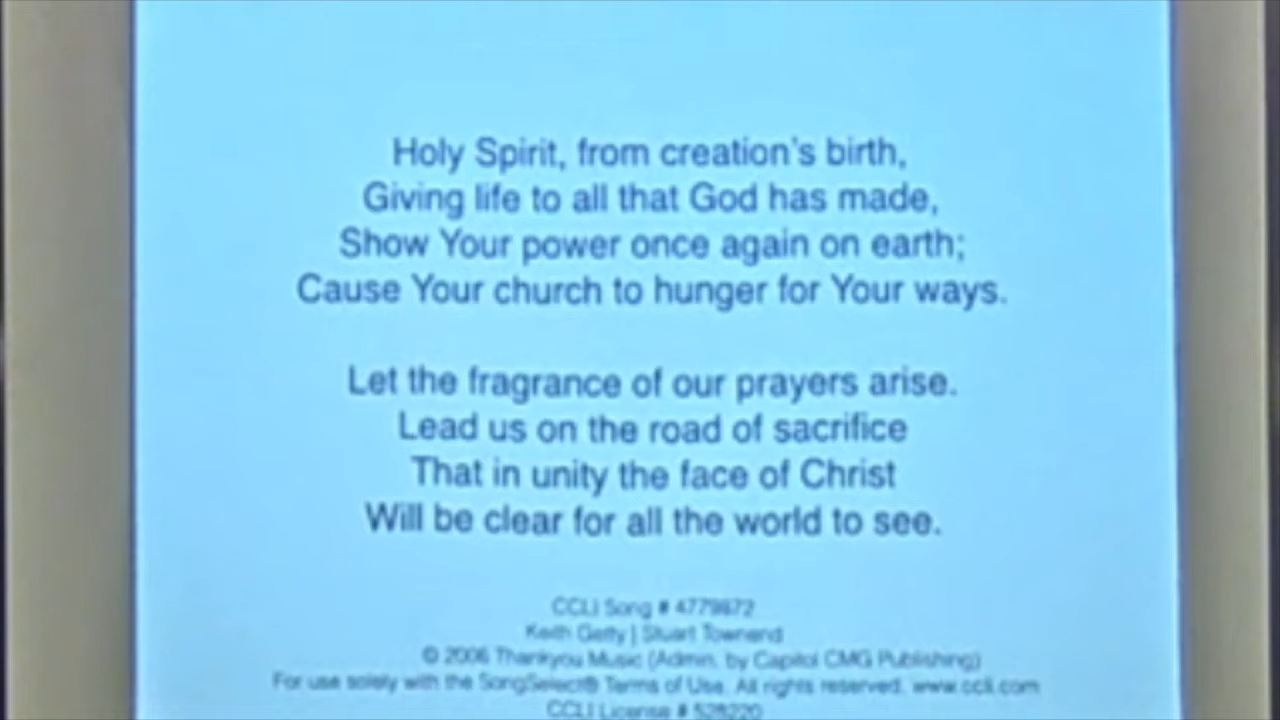 Holy Spirit, from creation's birth,
Giving life to all that God has made,
Show Your power once again on earth;
Cause Your church to hunger for Your ways.
Let the fragrance of our prayers arise.
Lead us on the road of sacrifice
That in unity the face of Christ
Will be clear for all the world to see.
CCLI Song # 4779872
Keith Getty | Stuart Townend
© 2006 Thankyou Music (Admin. by Capitol CMG Publishing)
For use solely with the SongSelect® Terms of Use. All rights reserved. www.ccli.com
CCLI License # 528220